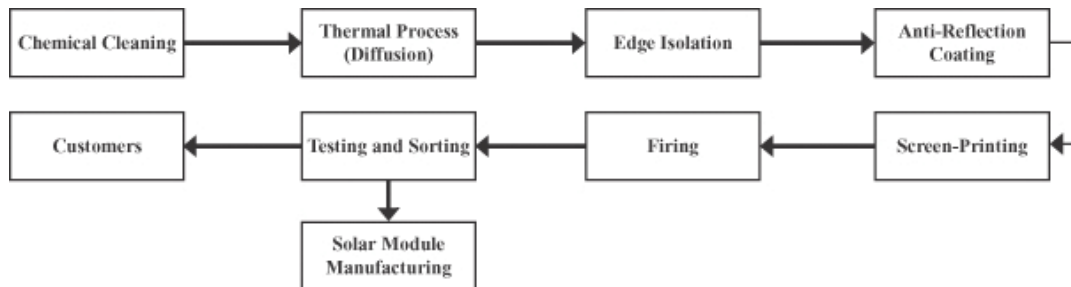 Chemical Cleaning
Thermal Process
(Diffusion)
Edge Isolation
Anti-Reflection
Coating
Customers
Testing and Sorting
Firing
Screen-Printing
Solar Module
Manufacturing